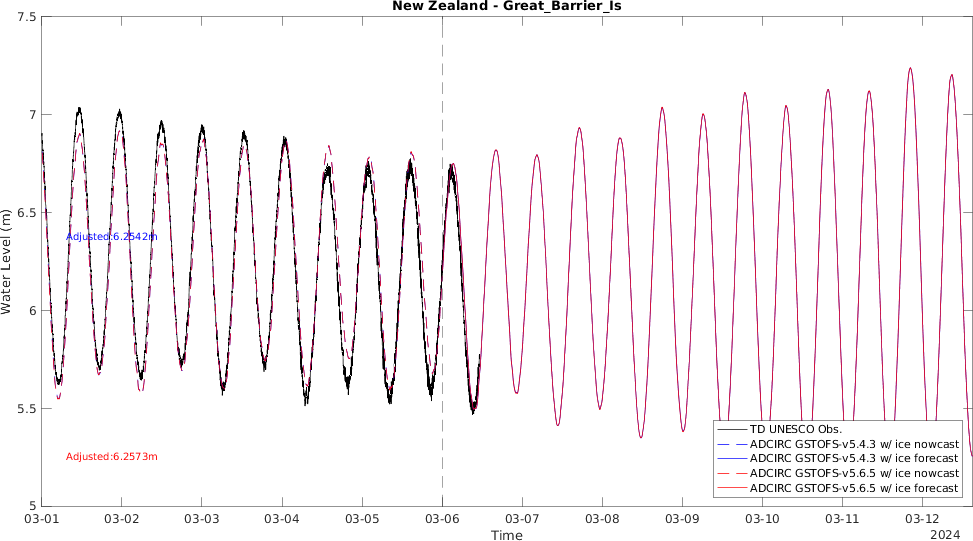 New Zealand - Great_Barrier_Is
7.5
7
6.5
6
5.5
5
Water Level (m)
Adjusted:6.2542m
Adjusted:6.2573m
TD UNESCO Obs.
ADCIRC GSTOFS-v5.4.3 w/ ice nowcast
ADCIRC GSTOFS-v5.4.3 w/ ice forecast
ADCIRC GSTOFS-v5.6.5 w/ ice nowcast
ADCIRC GSTOFS-v5.6.5 w/ ice forecast
03-01 03-02 03-03 03-04 03-05 03-06 03-07 03-08 03-09 03-10 03-11 03-12
Time
2024